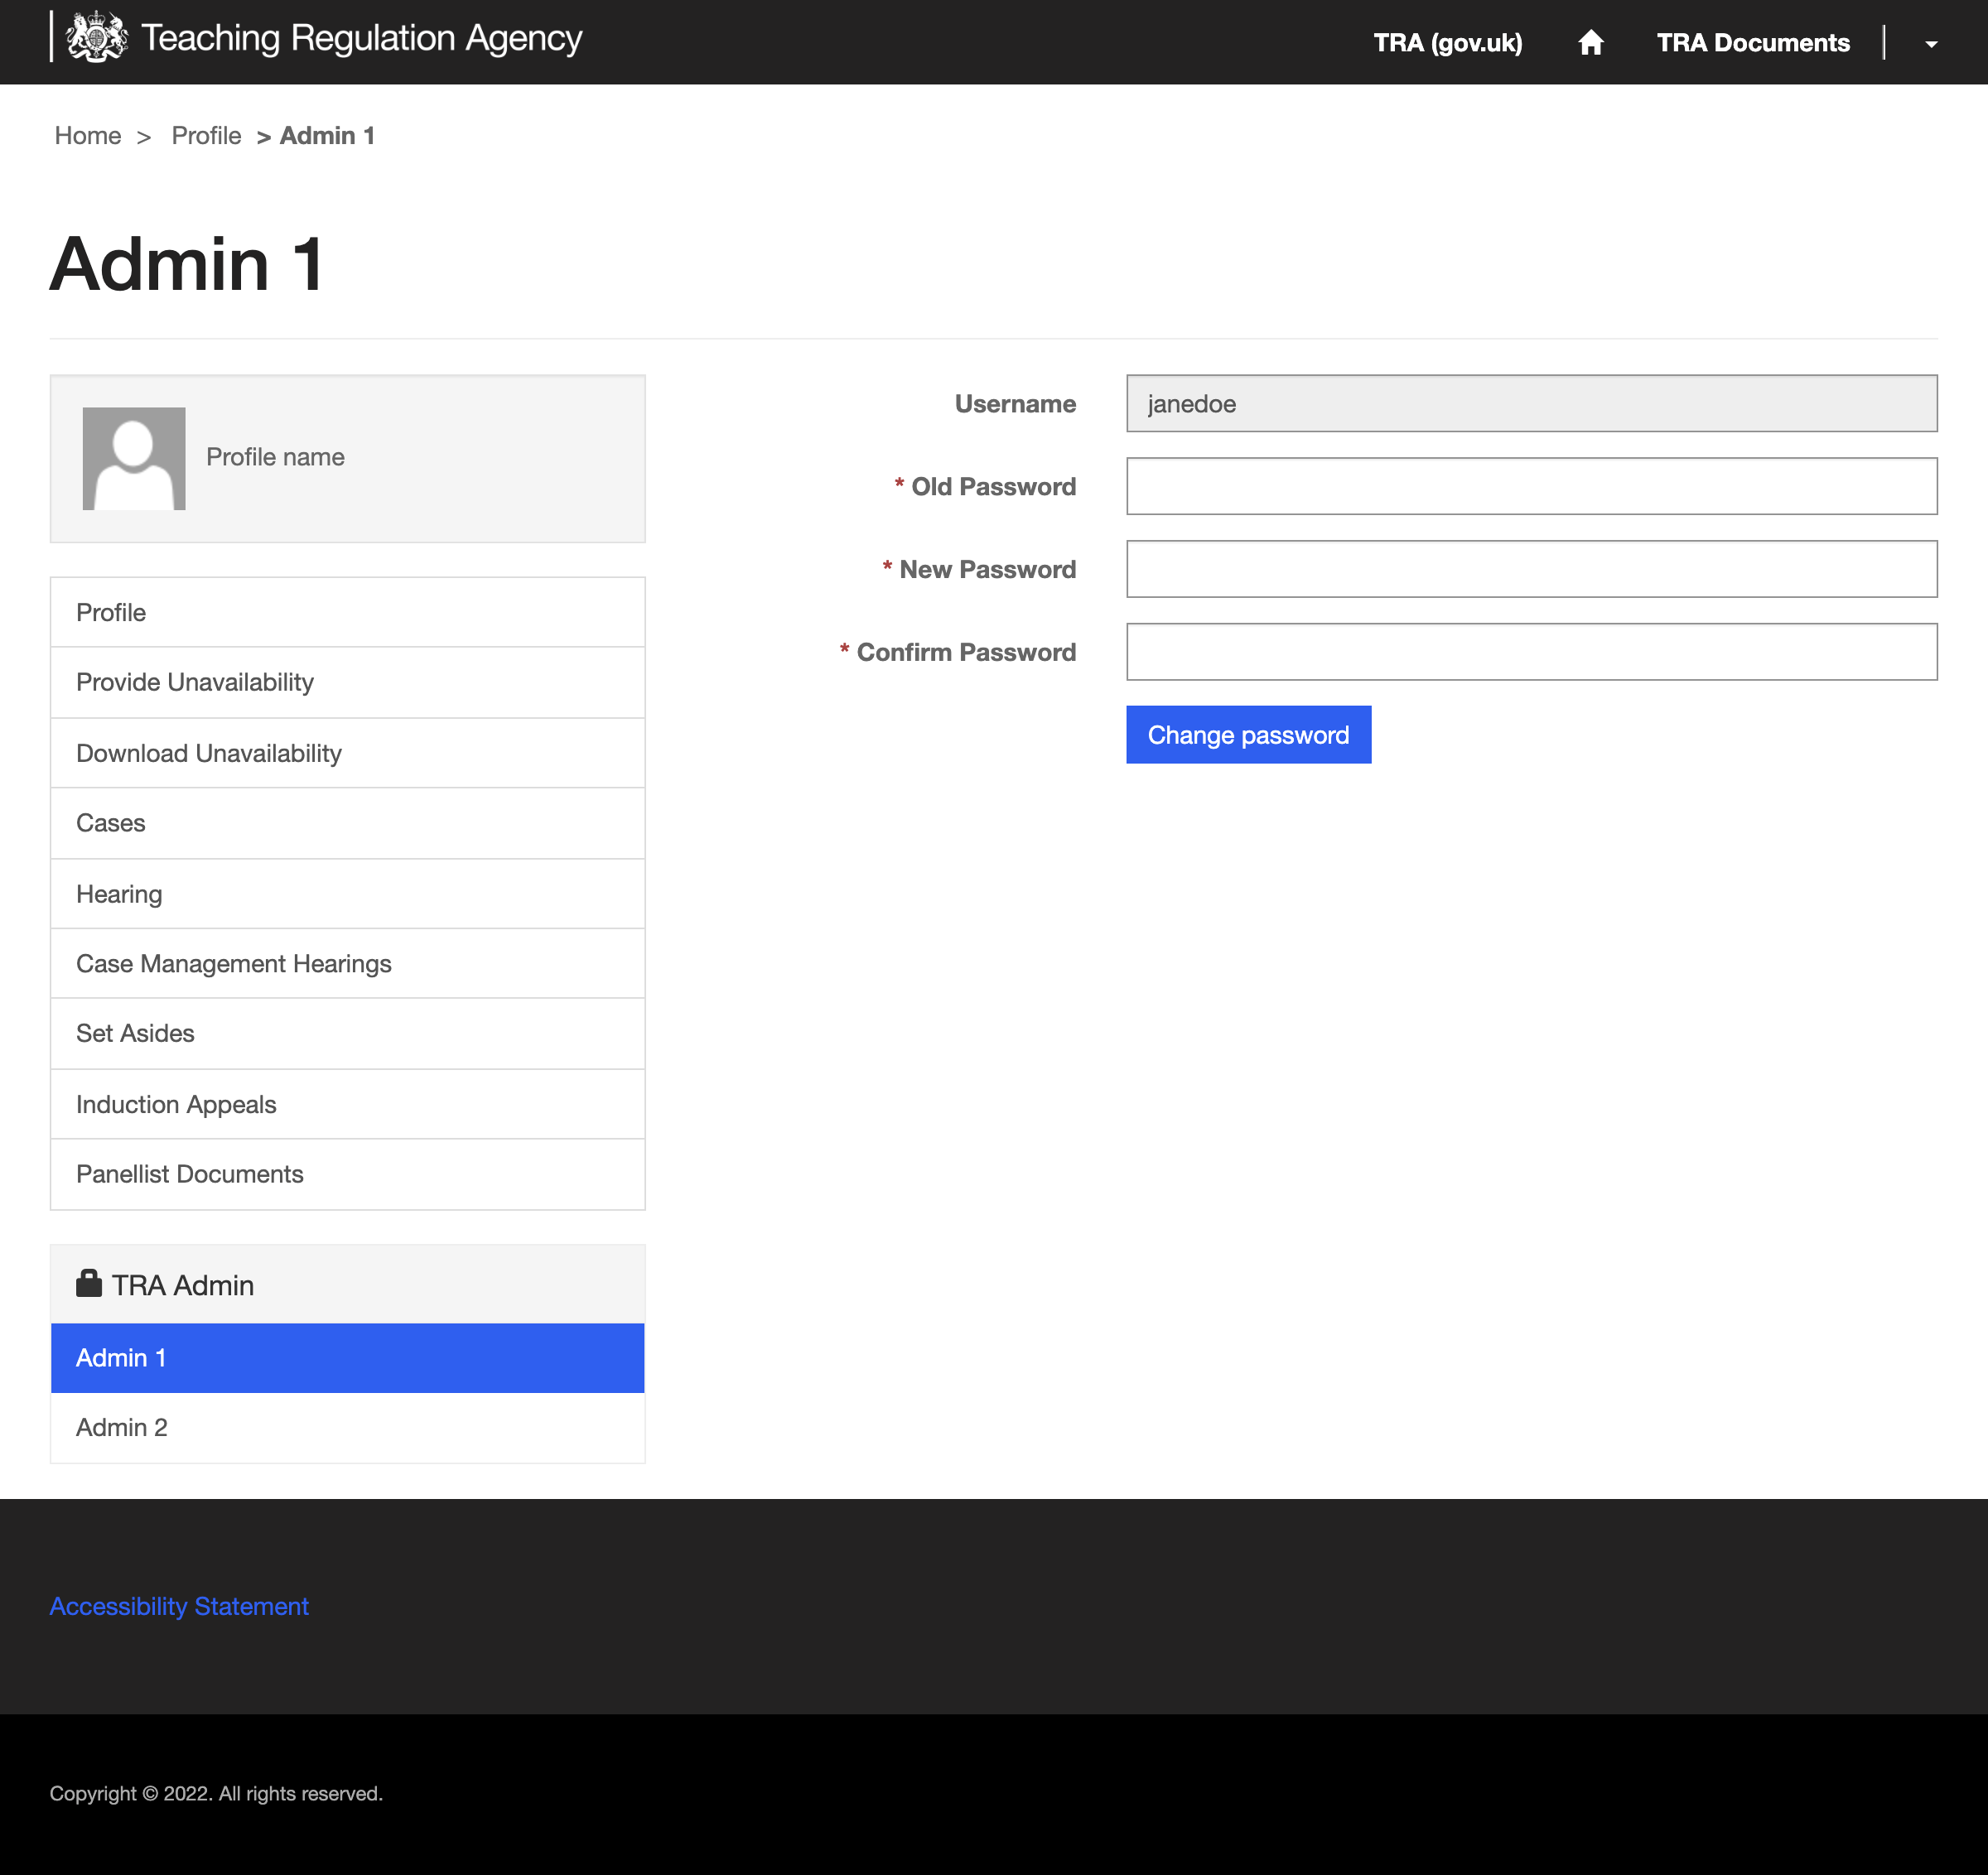 Teaching Regulation Agency
TRA (gov.uk)
TRA Documents
Home > Profile > Admin 1
Admin 1
Profile name
Profile
Provide Unavailability
Download Unavailability
Cases
Hearing
Case Management Hearings
Set Asides
Induction Appeals
Panellist Documents
TRA Admin
Admin 1
Admin 2
Username janedoe
* Old Password
* New Password
* Confirm Password
Change password
Accessibility Statement
Copyright © 2022. All rights reserved.